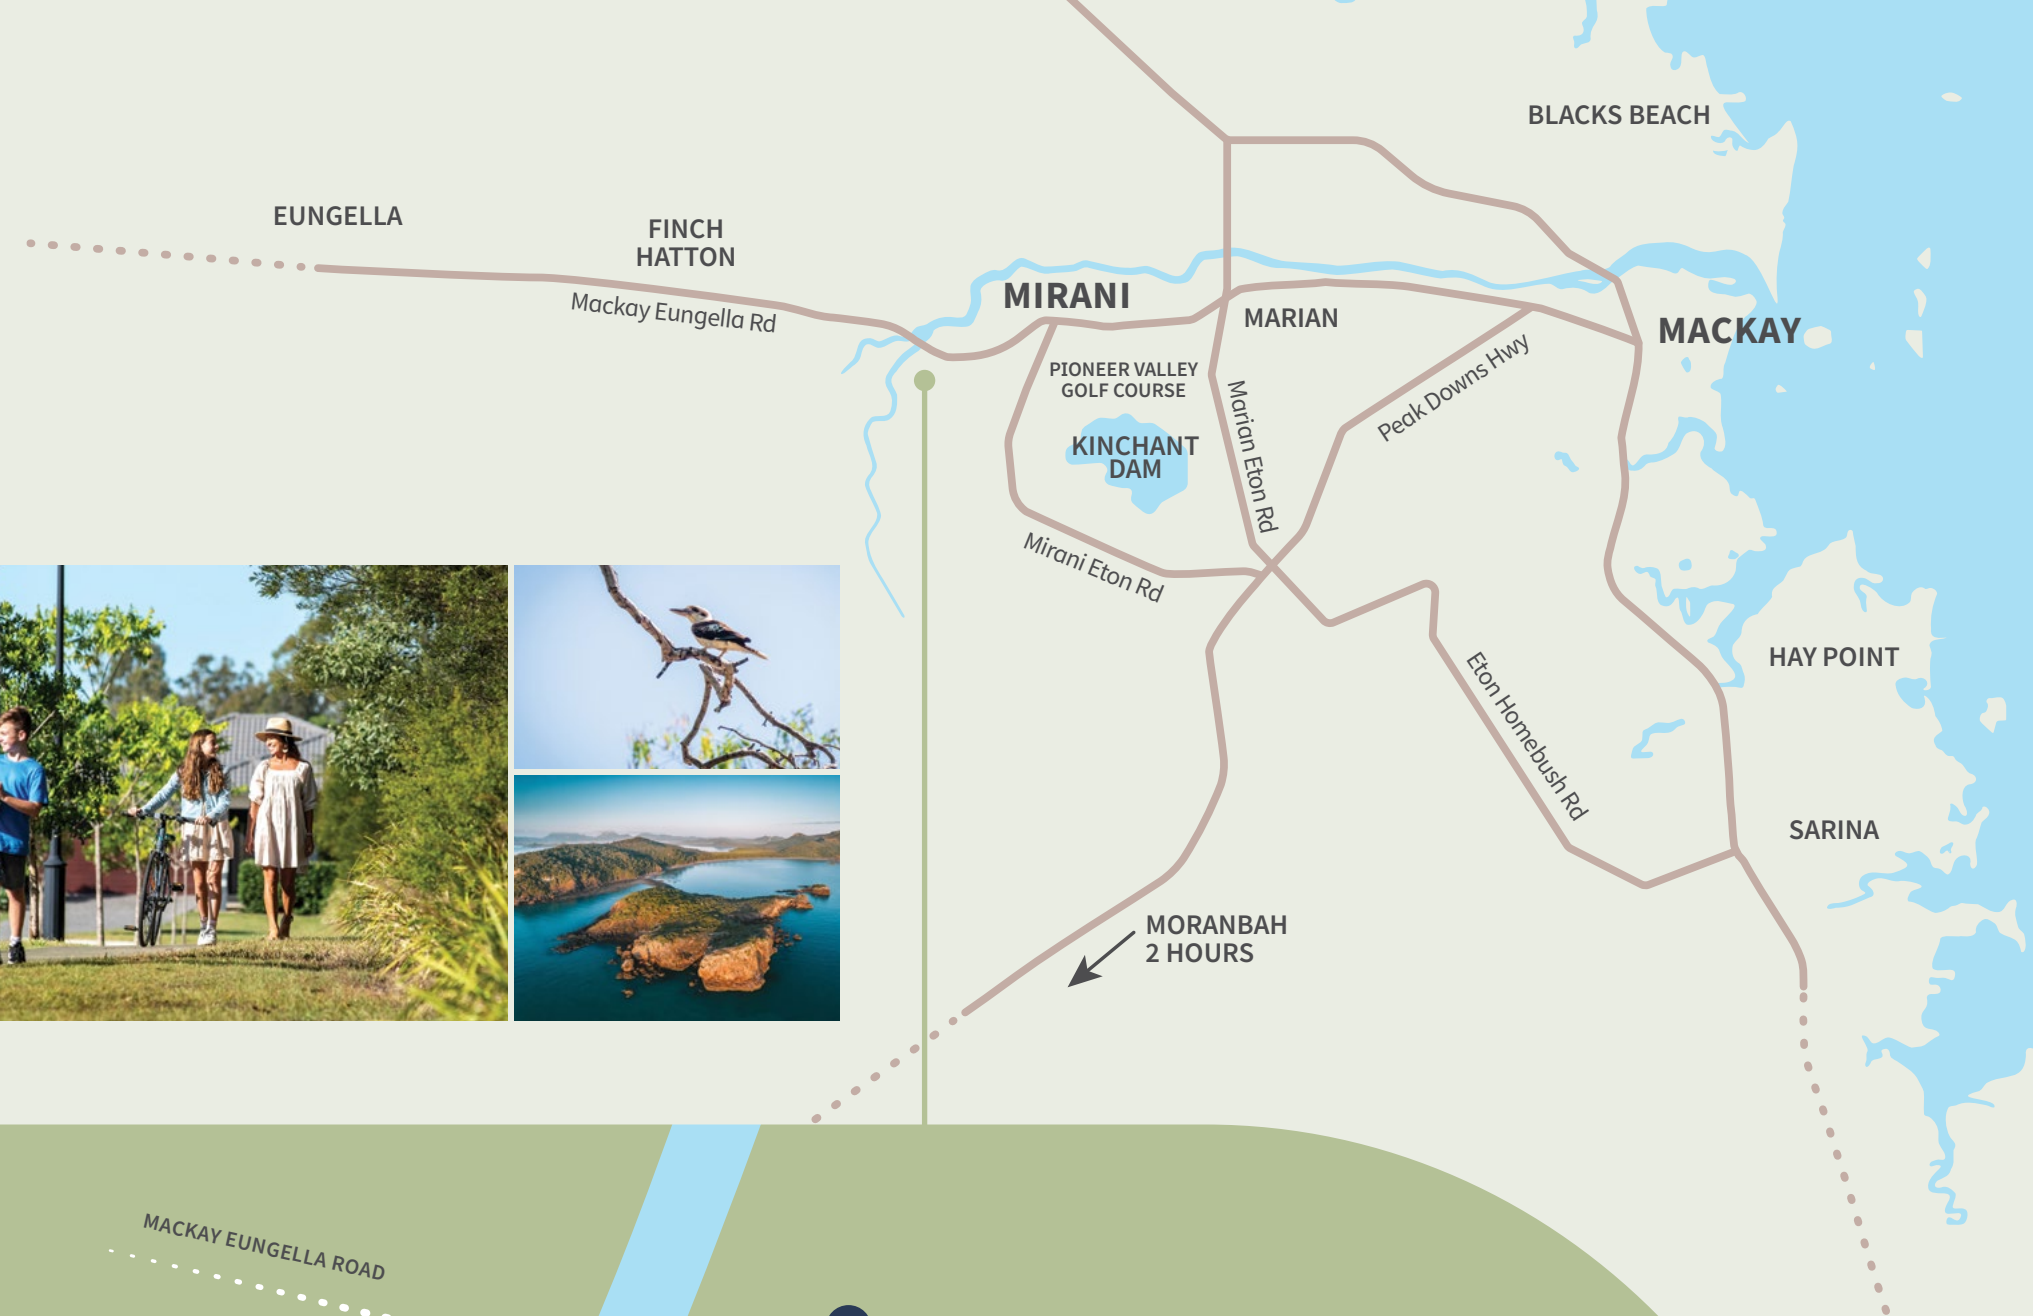 BLACKS BEACH
EUNGELLA
FINCH
HATTON
Mackay Eungella Rd
MIRANI
MARIAN
MACKAY
PIONEER VALLEY
GOLF COURSE
KINCHANT
DAM
Marian Eton Rd
Peak Downs Hwy
Mirani Eton Rd
HAY POINT
Eton Homebush Rd
SARINA
MORANBAH
2 HOURS
MACKAY EUNGELLA ROAD